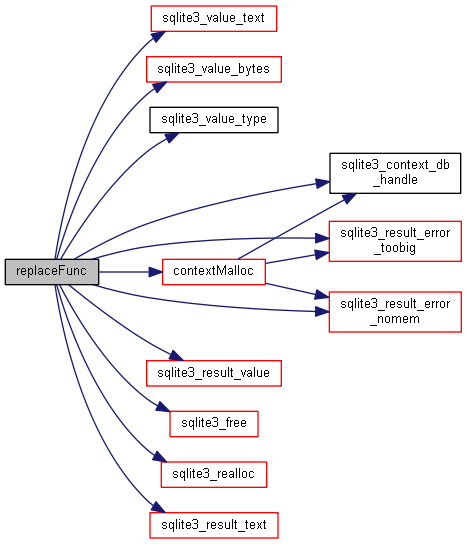 sqlite3_value_text
sqlite3_value_bytes
sqlite3_value_type
sqlite3_context_db
_handle
sqlite3_result_error
_toobig
replaceFunc
contextMalloc
sqlite3_result_error
_nomem
sqlite3_result_value
sqlite3_free
sqlite3_realloc
sqlite3_result_text